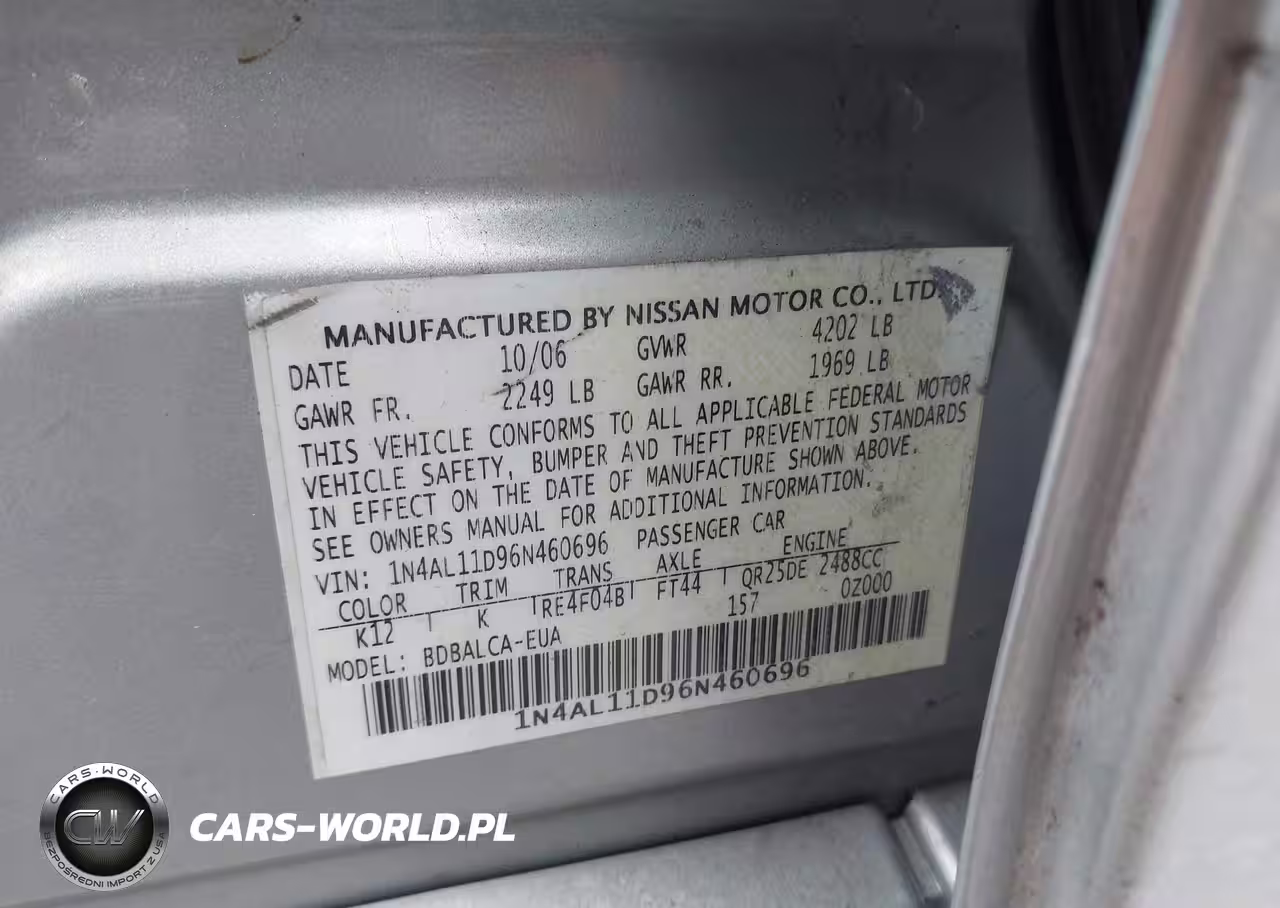 MANUFACTURED BY NISSAN MOTOR CO., LTD.
DATE 10/06 GVWR 4202 LB
GAWR FR. 2249 LB GAWR RR. 1969 LB
THIS VEHICLE CONFORMS TO ALL APPLICABLE FEDERAL MOTOR
VEHICLE SAFETY, BUMPER AND THEFT PREVENTION STANDARDS
IN EFFECT ON THE DATE OF MANUFACTURE SHOWN ABOVE.
SEE OWNERS MANUAL FOR ADDITIONAL INFORMATION.
VIN: 1N4AL11D96N460696 PASSENGER CAR
COLOR TRIM TRANS AXLE ENGINE
K12 K RE4F04B FT44 QR25DE 2488CC
MODEL: BDBALCA-EUA 157 0Z000
1N4AL11D96N460696
CARS-WORLD
CW
BEZPOŚREDNI IMPORT Z USA
CARS-WORLD.PL